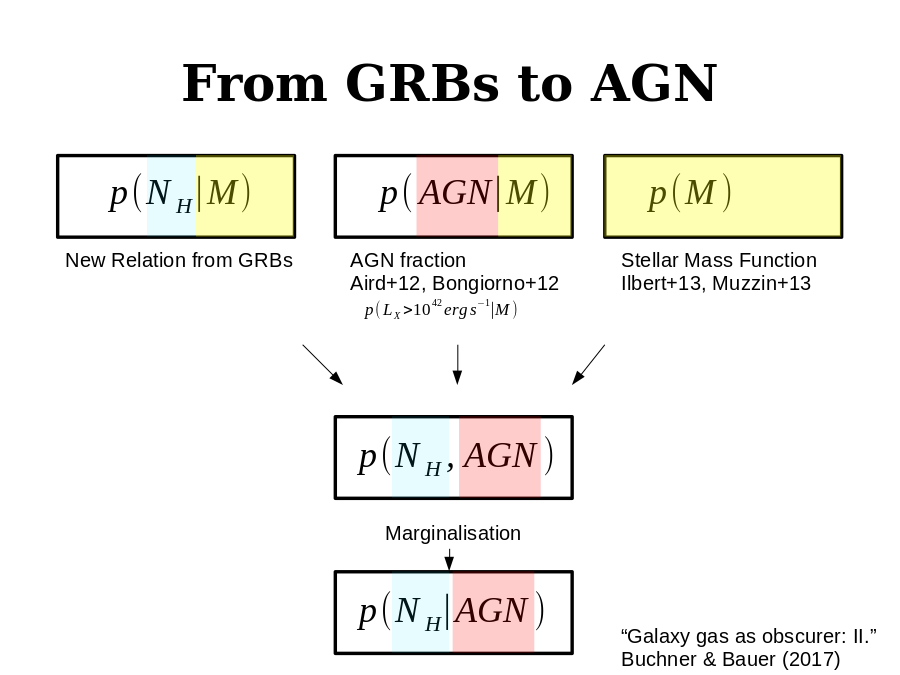 From GRBs to AGN
p(N_H|M)
p(AGN|M)
p(M)
New Relation from GRBs
AGN fraction
Aird+12, Bongiorno+12
p(L_X>10^42 erg s^−1|M)
Stellar Mass Function
Ilbert+13, Muzzin+13
p(N_H, AGN)
Marginalisation
p(N_H|AGN)
“Galaxy gas as obscurer: II.”
Buchner & Bauer (2017)